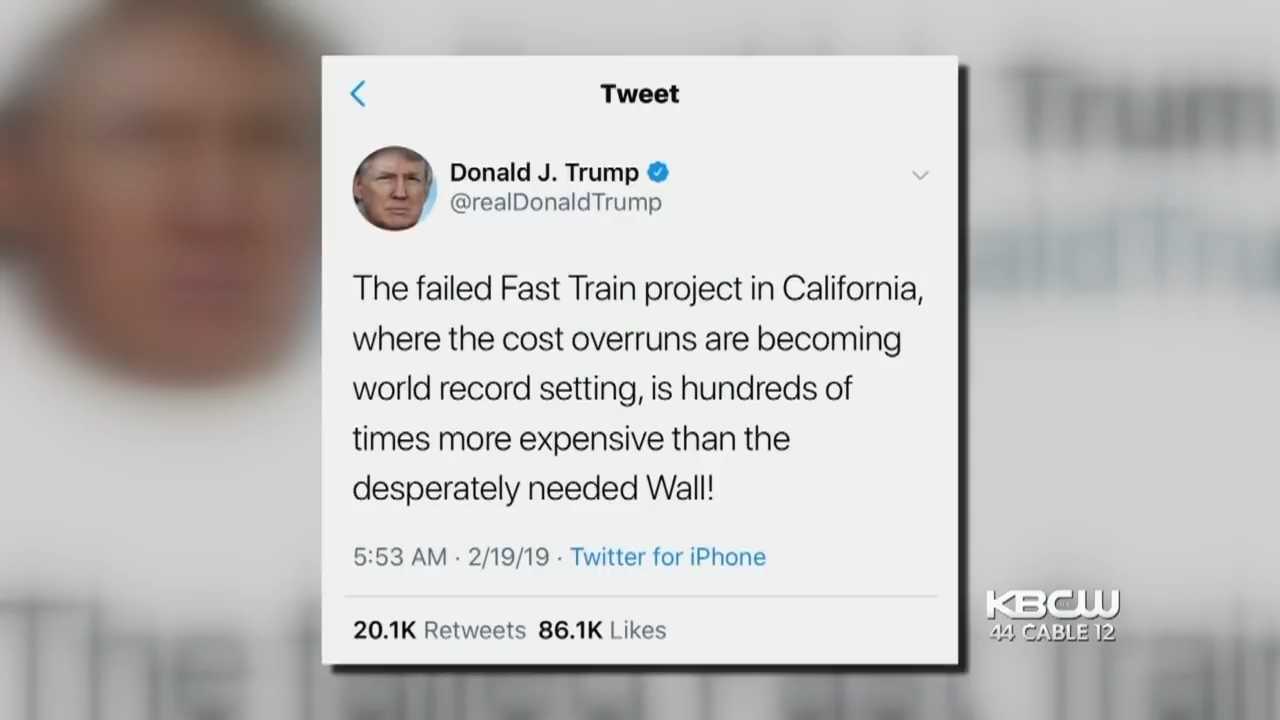 Tweet
Donald J. Trump
@realDonaldTrump
The failed Fast Train project in California,
where the cost overruns are becoming
world record setting, is hundreds of
times more expensive than the
desperately needed Wall!
5:53 AM · 2/19/19 · Twitter for iPhone
20.1K Retweets 86.1K Likes
KBCW
44 CABLE 12